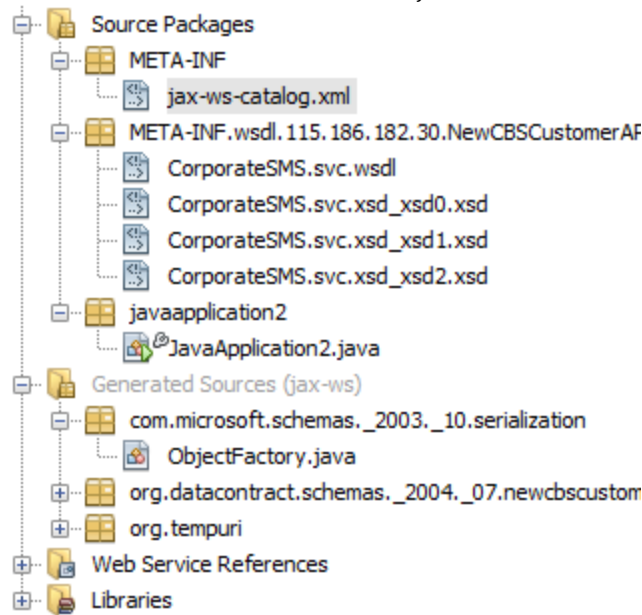 Source Packages
META-INF
jax-ws-catalog.xml
META-INF.wsdl.115.186.182.30.NewCBSCustomerAP
CorporateSMS.svc.wsdl
CorporateSMS.svc.xsd_xsd0.xsd
CorporateSMS.svc.xsd_xsd1.xsd
CorporateSMS.svc.xsd_xsd2.xsd
javaapplication2
JavaApplication2.java
Generated Sources (jax-ws)
com.microsoft.schemas._2003._10.serialization
ObjectFactory.java
org.datacontract.schemas._2004._07.newcbscustom
org.tempuri
Web Service References
Libraries